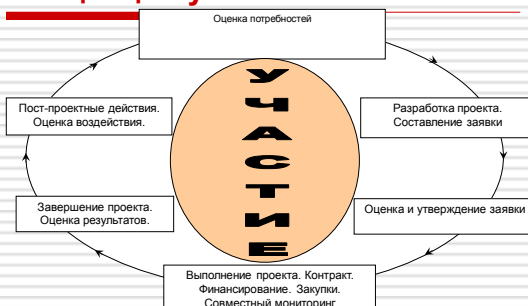 Оценка потребностей
УЧАСТИЕ
Пост-проектные действия.
Оценка воздействия.
Разработка проекта.
Составление заявки
Завершение проекта.
Оценка результатов.
Оценка и утверждение заявки
Выполнение проекта. Контракт.
Финансирование. Закупки.
Совместный мониторинг